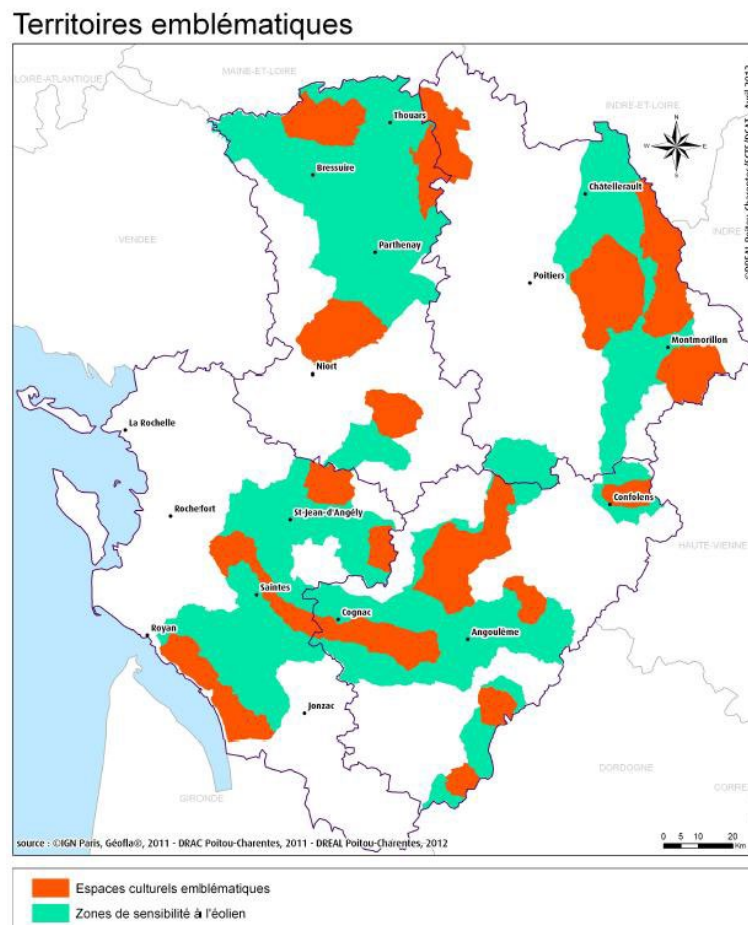 Territoires emblématiques
LOIRE-ATLANTIQUE
MAINE-ET-LOIRE
INDRE-ET-LOIRE
Thouars
N
W
E
S
Bressuire
Châtellerault
VENDEE
INDRE
Parthenay
Poitiers
Montmorillon
Niort
La Rochelle
Confolens
Rochefort
St-Jean-d'Angély
HAUTE-VIENNE
Saintes
Cognac
Royan
Angoulême
Jonzac
DORDOGNE
GIRONDE
source : ©IGN Paris, Géofla®, 2011 - DRAC Poitou-Charentes, 2011 - DREAL Poitou-Charentes, 2012
0 5 10 20
Km
Espaces culturels emblématiques
Zones de sensibilité à l'éolien